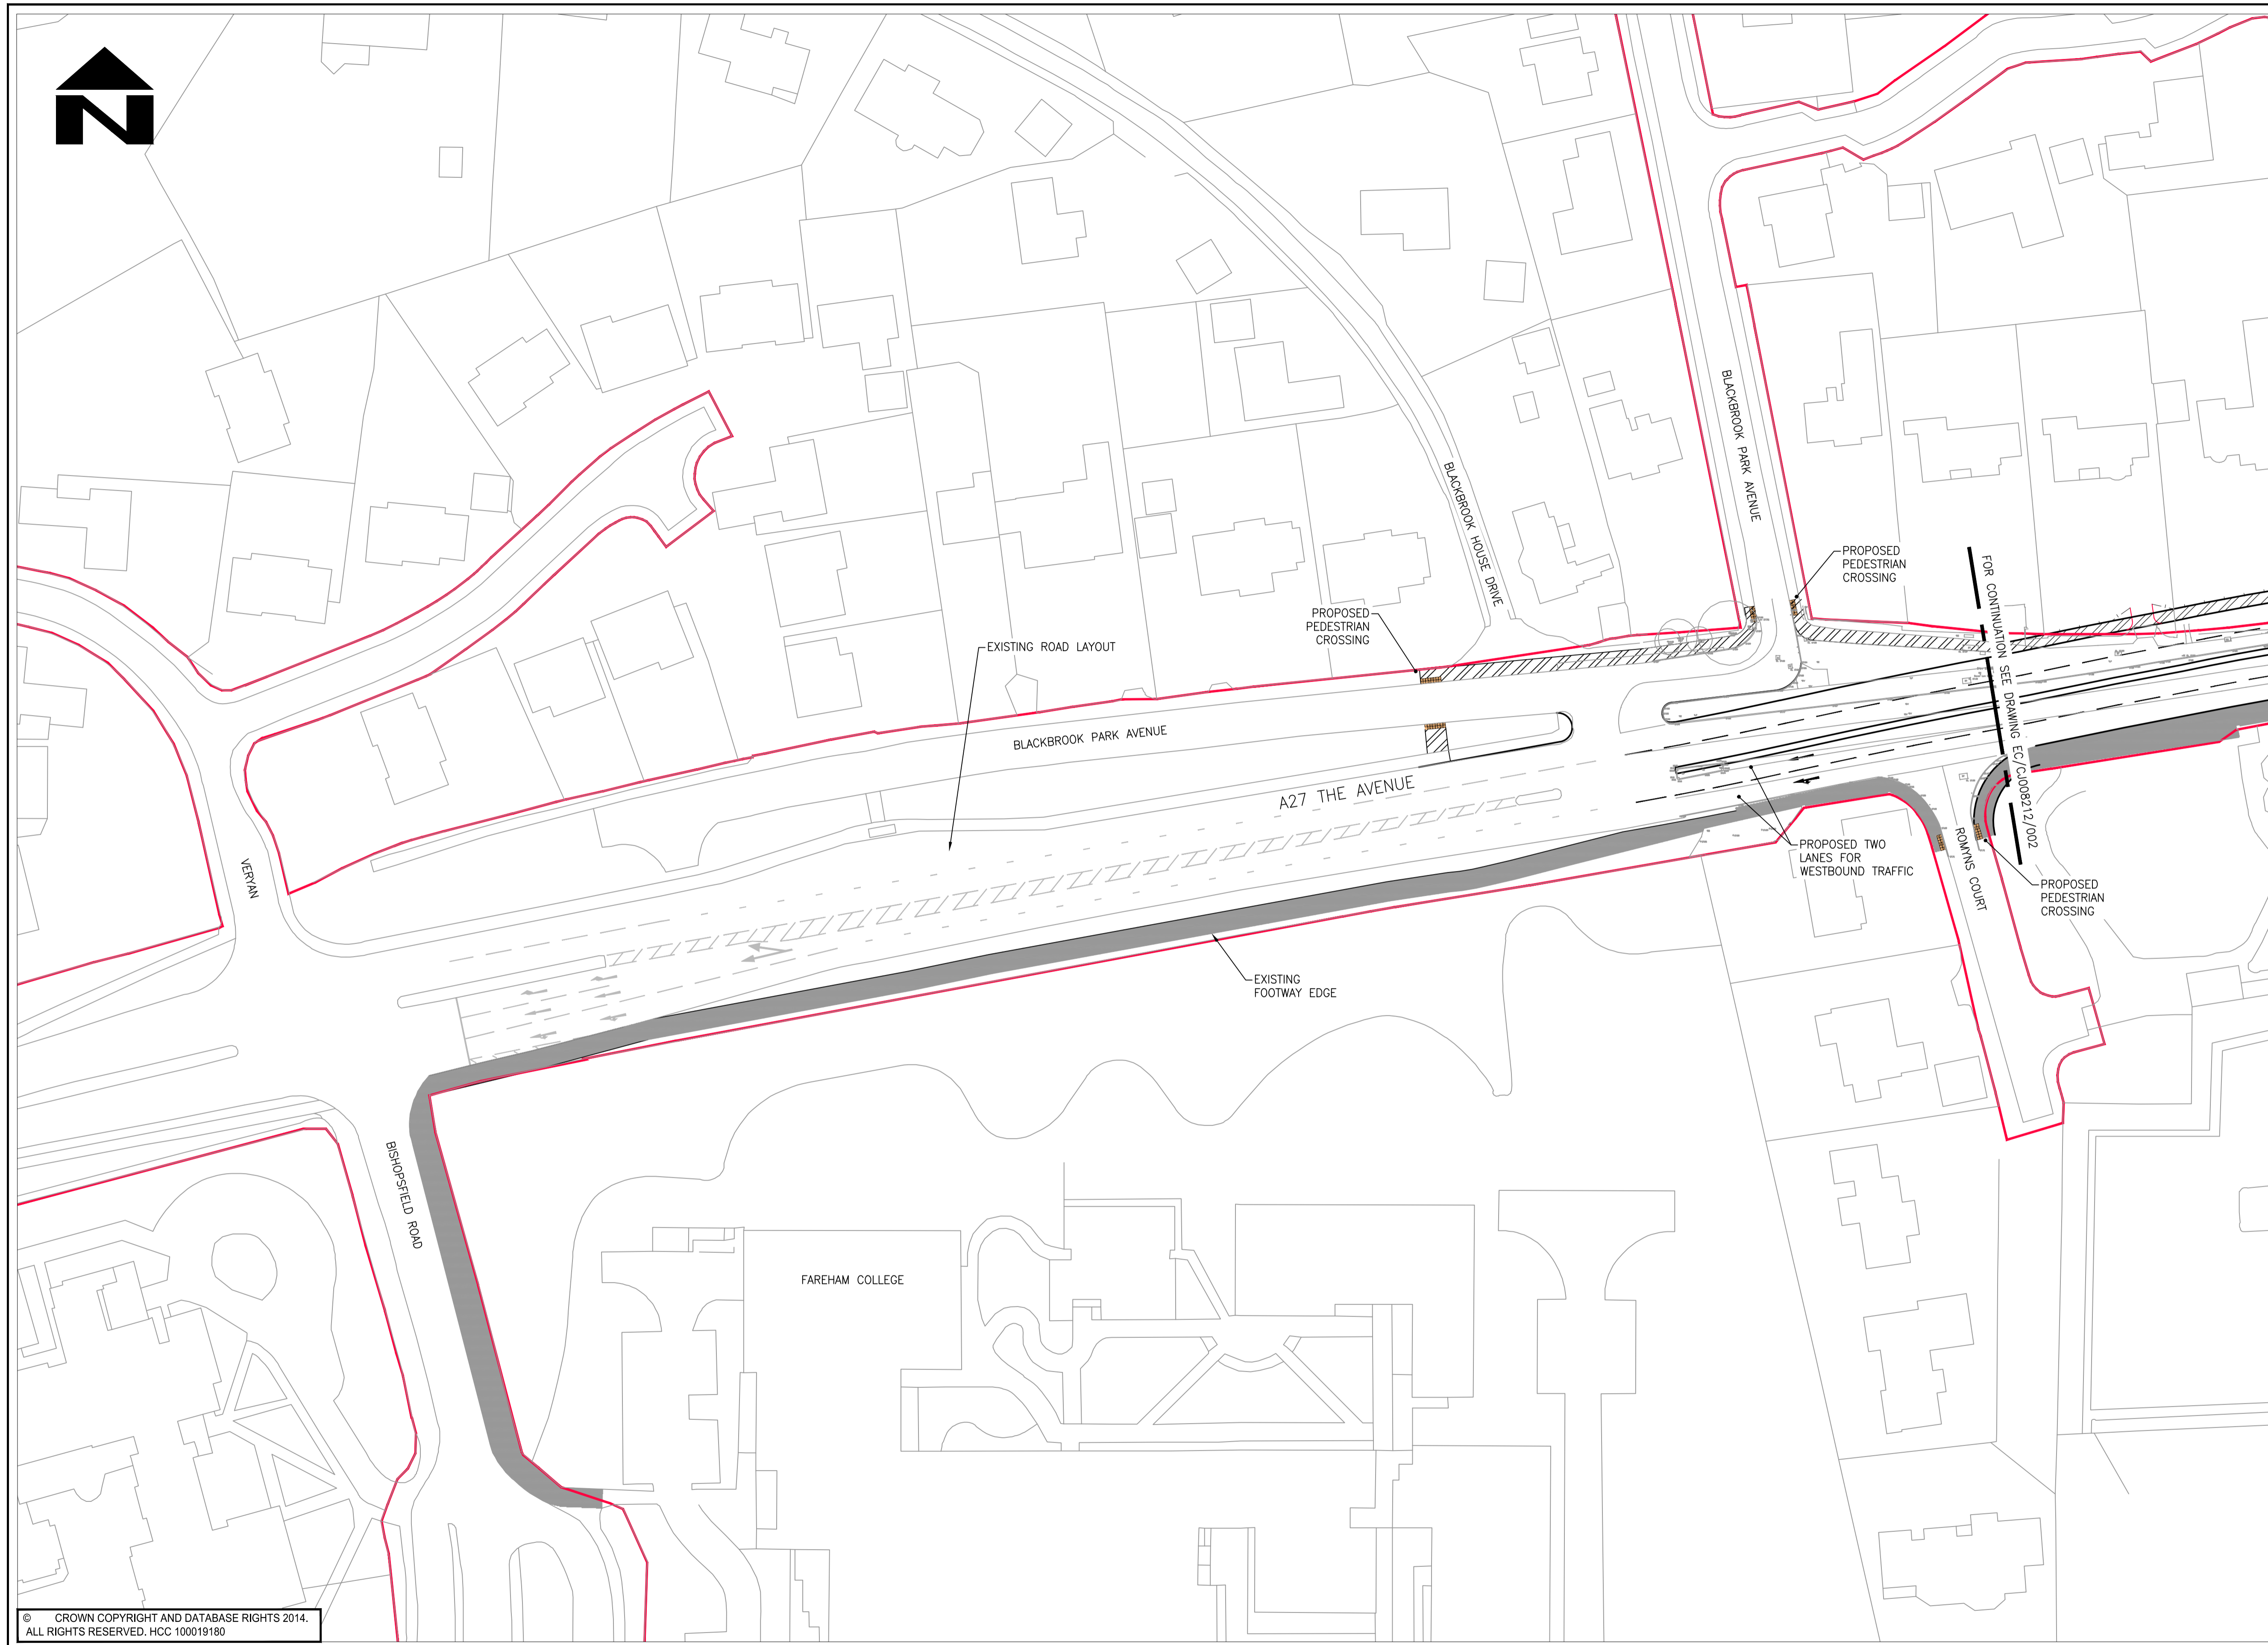 N
BLACKBROOK PARK AVENUE
BLACKBROOK HOUSE DRIVE
PROPOSED
PEDESTRIAN
CROSSING
FOR CONTINUATION SEE DRAWING EC/CJ008212/002
PROPOSED
PEDESTRIAN
CROSSING
EXISTING ROAD LAYOUT
BLACKBROOK PARK AVENUE
A27 THE AVENUE
VERYAN
PROPOSED TWO
LANES FOR
WESTBOUND TRAFFIC
ROMYNS COURT
PROPOSED
PEDESTRIAN
CROSSING
EXISTING
FOOTWAY EDGE
BISHOPSFIELD ROAD
FAREHAM COLLEGE
© CROWN COPYRIGHT AND DATABASE RIGHTS 2014.
ALL RIGHTS RESERVED. HCC 100019180